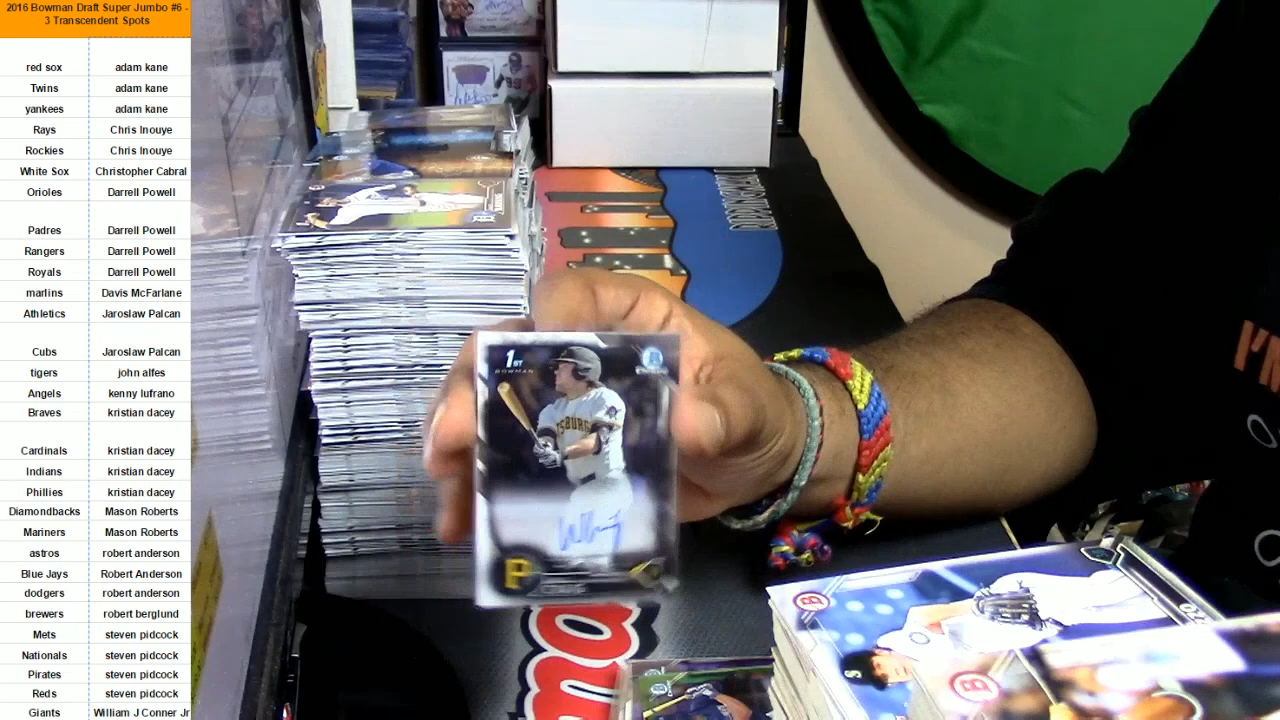 2016 Bowman Draft Super Jumbo #6 -
3 Transcendent Spots
red sox adam kane
Twins adam kane
yankees adam kane
Rays Chris Inouye
Rockies Chris Inouye
White Sox Christopher Cabral
Orioles Darrell Powell
Padres Darrell Powell
Rangers Darrell Powell
Royals Darrell Powell
marlins Davis McFarlane
Athletics Jaroslaw Palcan
Cubs Jaroslaw Palcan
tigers john alfes
Angels kenny lufrano
Braves kristian dacey
Cardinals kristian dacey
Indians kristian dacey
Phillies kristian dacey
Diamondbacks Mason Roberts
Mariners Mason Roberts
astros robert anderson
Blue Jays Robert Anderson
dodgers robert anderson
brewers robert berglund
Mets steven pidcock
Nationals steven pidcock
Pirates steven pidcock
Reds steven pidcock
Giants William J Conner Jr
1ST
BOWMAN
P
B
B
S
I'M